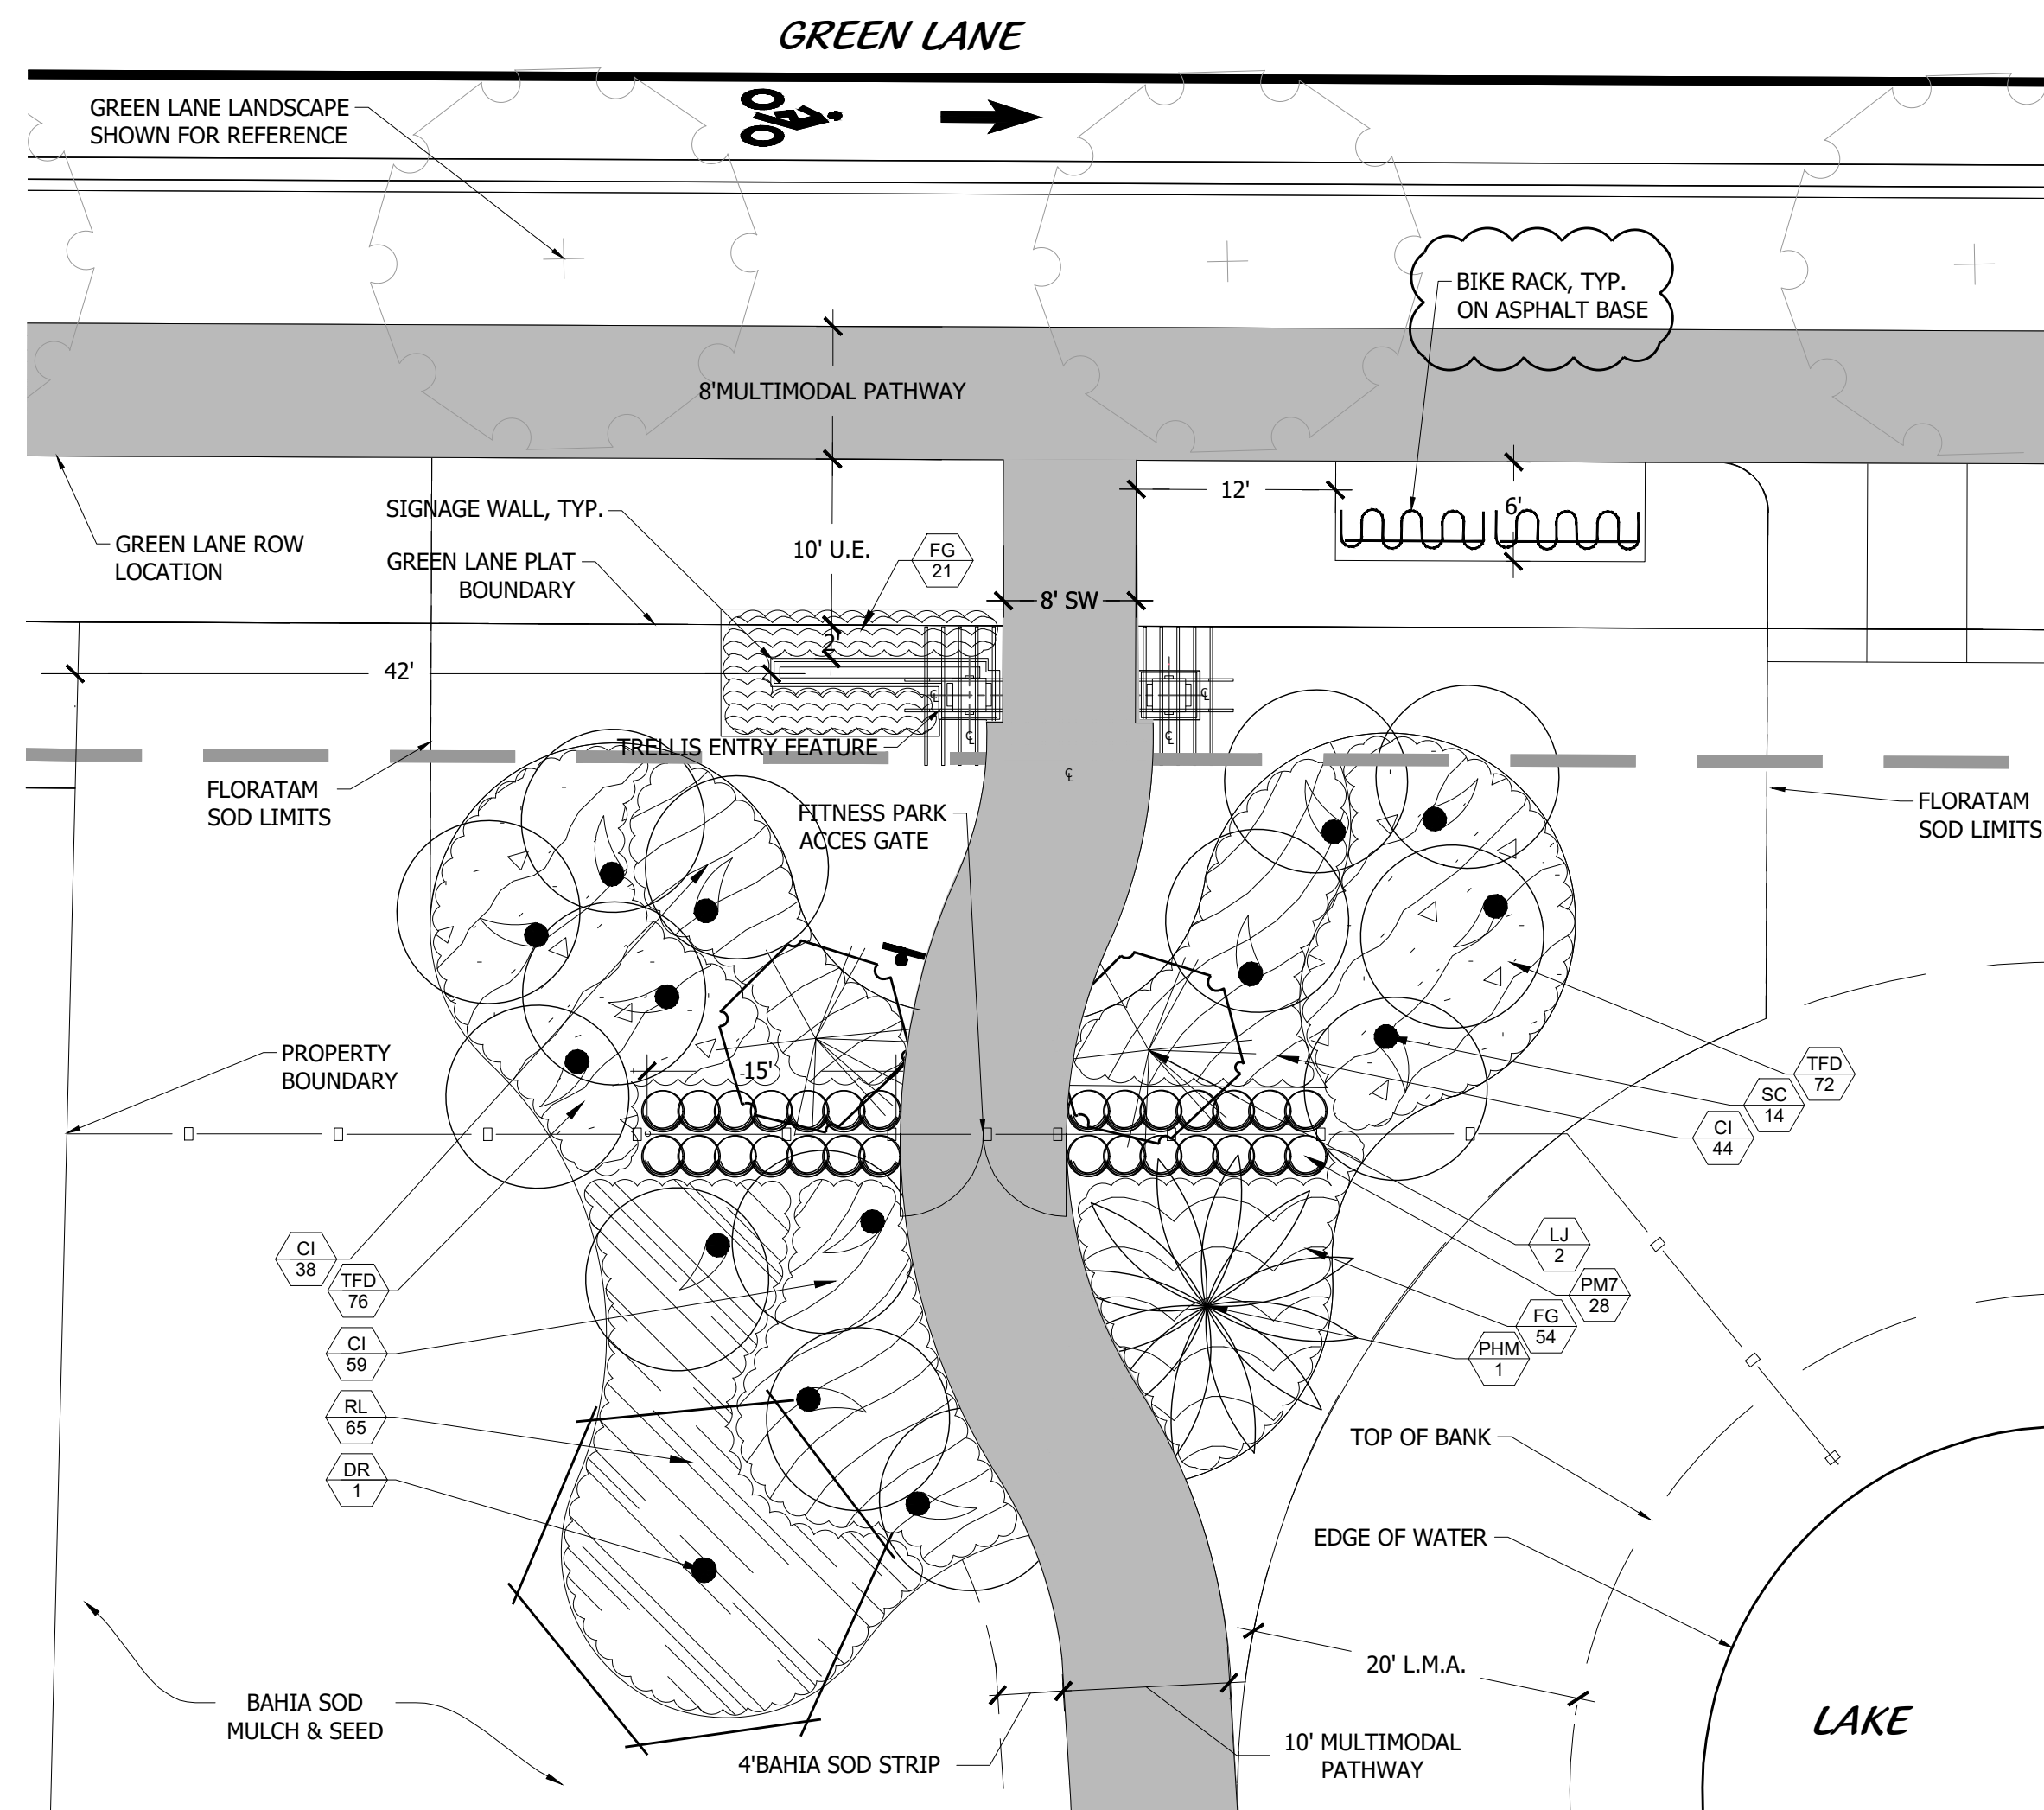 GREEN LANE
GREEN LANE LANDSCAPE
SHOWN FOR REFERENCE
BIKE RACK, TYP.
ON ASPHALT BASE
8'MULTIMODAL PATHWAY
12'
6'
SIGNAGE WALL, TYP.
GREEN LANE ROW
LOCATION
10' U.E.
FG
21
GREEN LANE PLAT
BOUNDARY
8' SW
2'
42'
TRELLIS ENTRY FEATURE
FLORATAM
SOD LIMITS
FITNESS PARK
ACCES GATE
FLORATAM
SOD LIMITS
PROPERTY
BOUNDARY
15'
TFD
72
SC
14
CI
44
CI
38
TFD
76
LJ
2
PM7
28
FG
54
PHM
1
CI
59
RL
65
DR
1
TOP OF BANK
EDGE OF WATER
20' L.M.A.
BAHIA SOD
MULCH & SEED
LAKE
4'BAHIA SOD STRIP
10' MULTIMODAL
PATHWAY